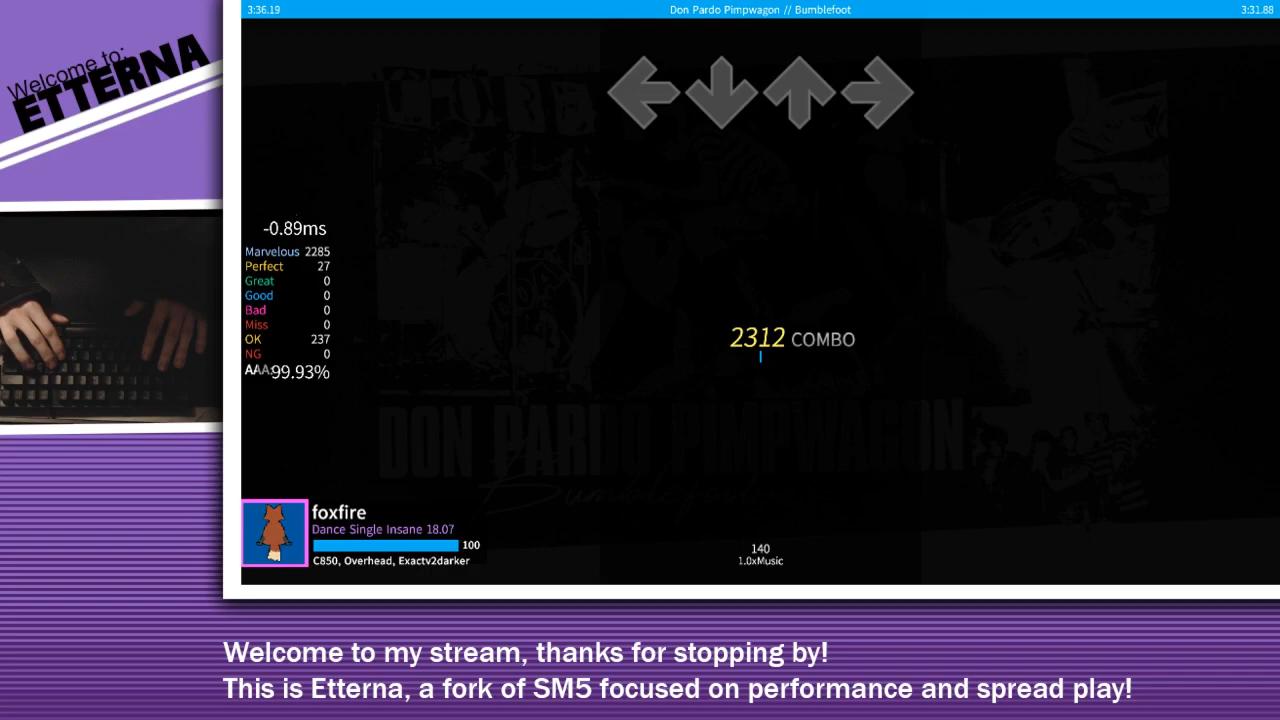 3:36.19
Don Pardo Pimpwagon // Bumblefoot
3:31.88
Welcome to:
ETTERNA
-0.89ms
Marvelous 2285
Perfect 27
Great 0
Good 0
Bad 0
Miss 0
OK 237
NG 0
AAA: 99.93%
2312 COMBO
DON PARDO PIMPWAGON
Bumblefoot
foxfire
Dance Single Insane 18.07
100
C850, Overhead, Exactv2darker
140
1.0xMusic
Welcome to my stream, thanks for stopping by!
This is Etterna, a fork of SM5 focused on performance and spread play!